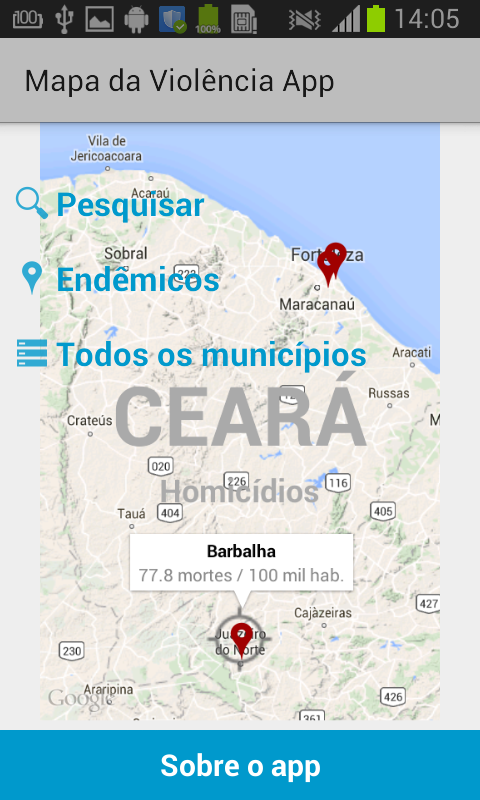 100
100%
14:05
Mapa da Violência App
Vila de
Jericoacoara
Acaraú
Pesquisar
Sobral
Endêmicos
222
Maracanaú
Todos os municípios
Aracati
Russas
CEARÁ
Crateús
020
226
116
Homicídios
Tauá
404
405
Barbalha
77.8 mortes / 100 mil hab.
427
Cajàzeiras
do Norte
230
Araripina
Google
426
361
Sobre o app